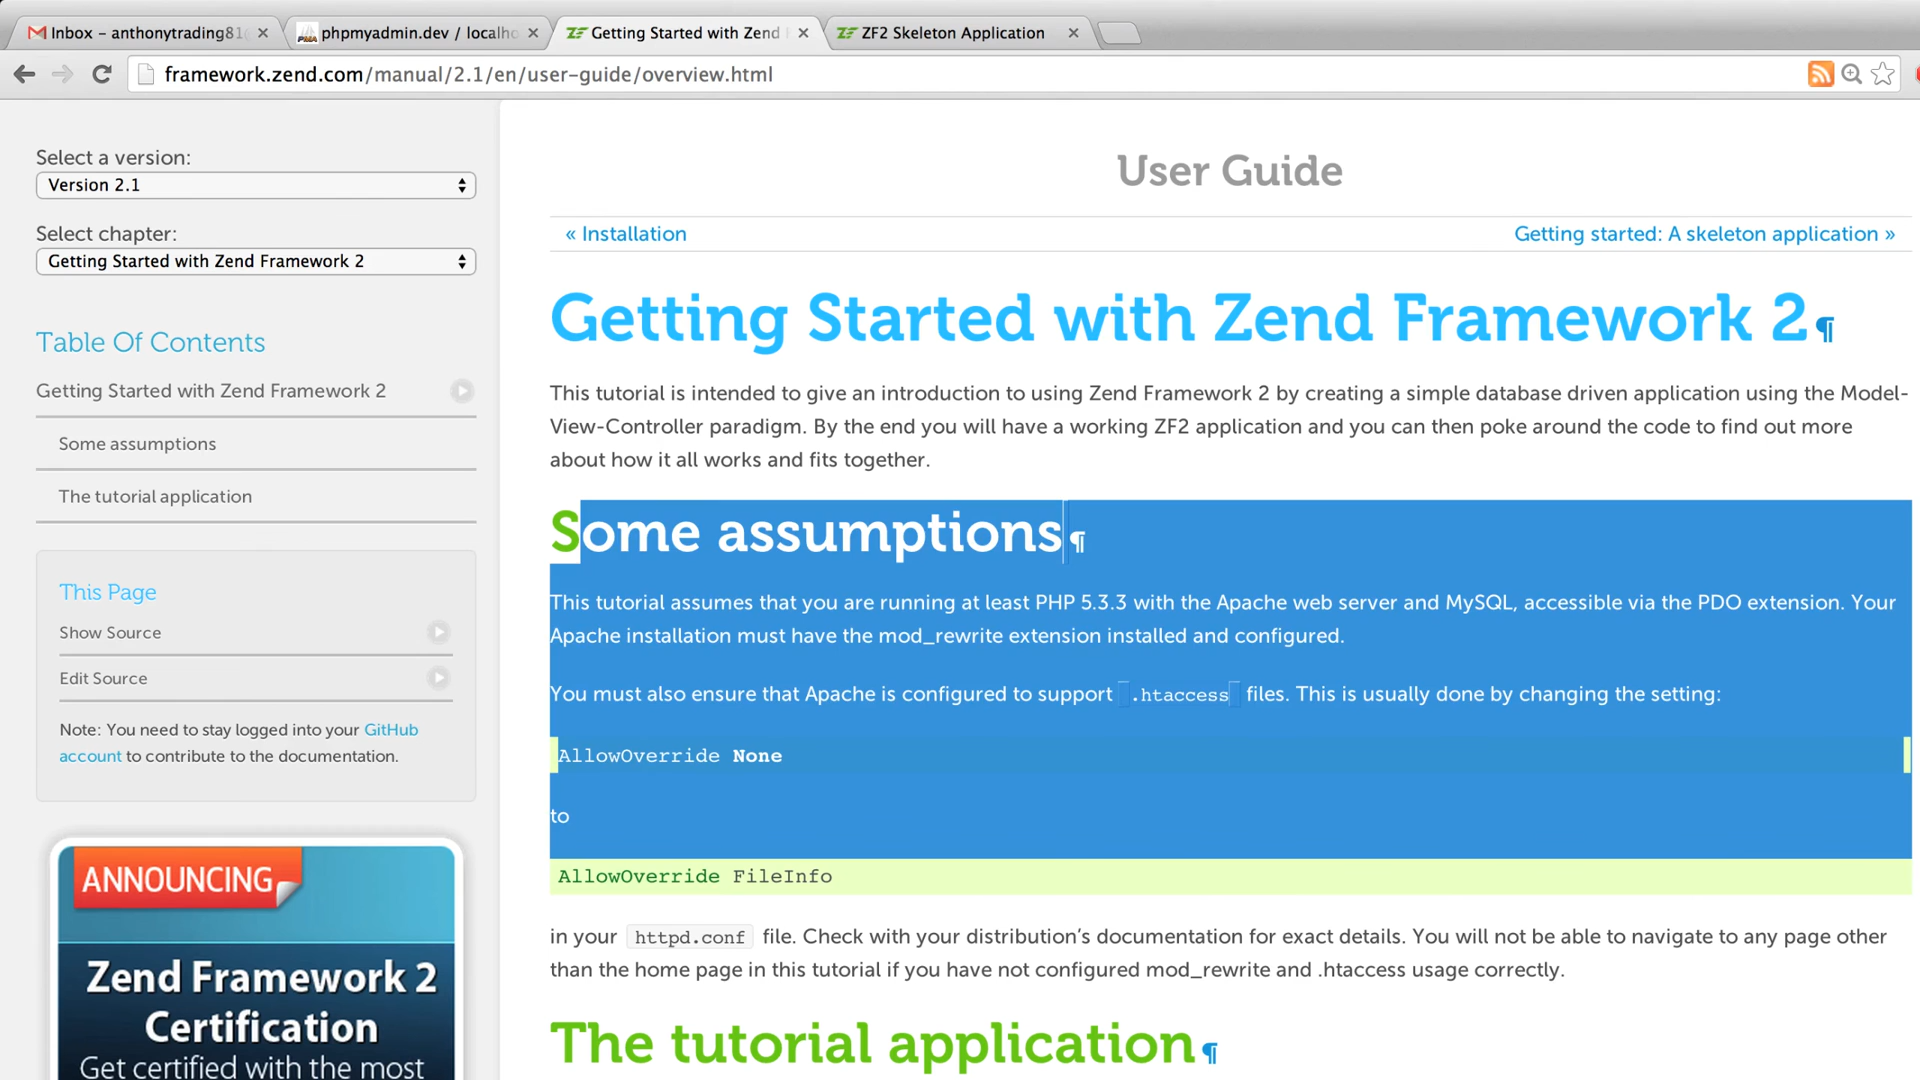 Inbox – anthonytrading81
phpmyadmin.dev / localho
Getting Started with Zend
ZF2 Skeleton Application
framework.zend.com/manual/2.1/en/user-guide/overview.html
Select a version:
Version 2.1
Select chapter:
Getting Started with Zend Framework 2
Table Of Contents
Getting Started with Zend Framework 2
Some assumptions
The tutorial application
This Page
Show Source
Edit Source
Note: You need to stay logged into your GitHub
account to contribute to the documentation.
ANNOUNCING
Zend Framework 2
Certification
Get certified with the most
User Guide
« Installation
Getting started: A skeleton application »
Getting Started with Zend Framework 2¶
This tutorial is intended to give an introduction to using Zend Framework 2 by creating a simple database driven application using the Model-
View-Controller paradigm. By the end you will have a working ZF2 application and you can then poke around the code to find out more
about how it all works and fits together.
Some assumptions¶
This tutorial assumes that you are running at least PHP 5.3.3 with the Apache web server and MySQL, accessible via the PDO extension. Your
Apache installation must have the mod_rewrite extension installed and configured.
You must also ensure that Apache is configured to support .htaccess files. This is usually done by changing the setting:
AllowOverride None
to
AllowOverride FileInfo
in your httpd.conf file. Check with your distribution’s documentation for exact details. You will not be able to navigate to any page other
than the home page in this tutorial if you have not configured mod_rewrite and .htaccess usage correctly.
The tutorial application¶